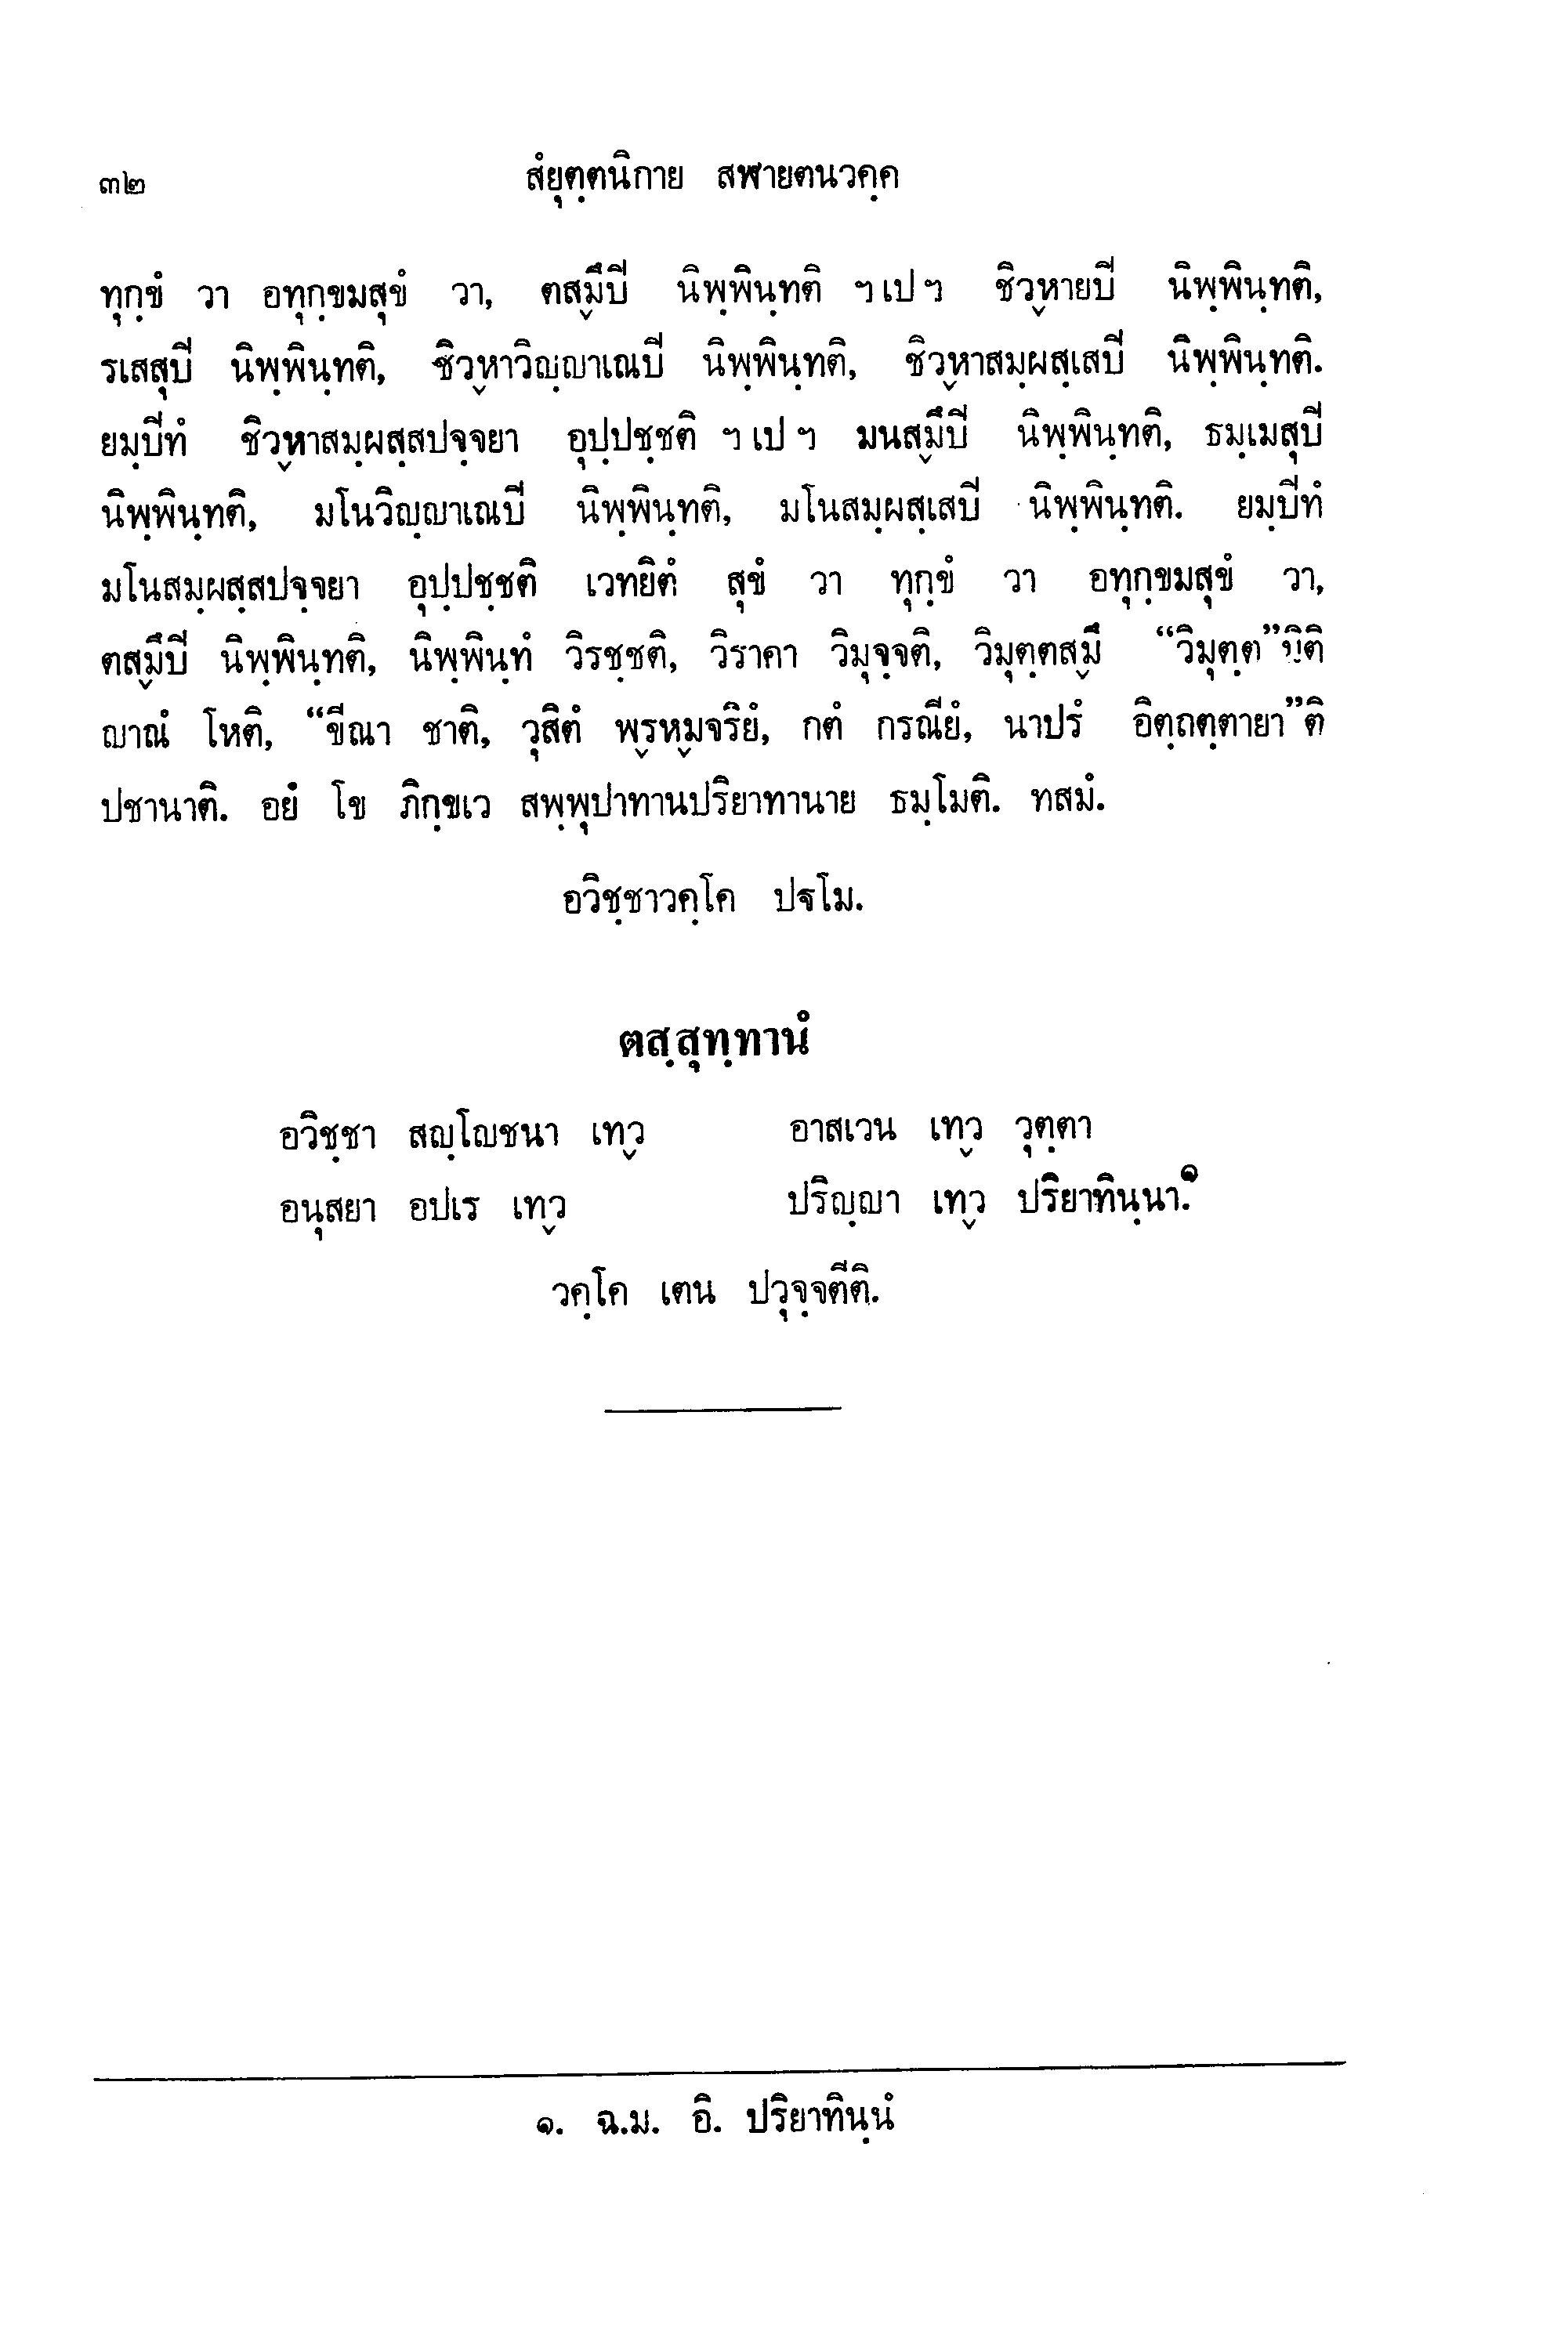 ๓๒ สํยุตฺตนิกาย สฬายตนวคฺค
ทุกฺขํ วา อทุกฺขมสุขํ วา, ตสฺมึปี นิพฺพินฺทติ ฯ เป ฯ ชิวฺหายปี นิพฺพินฺทติ,
รเสสุปี นิพฺพินฺทติ, ชิวฺหาวิญฺญาเณปี นิพฺพินฺทติ, ชิวฺหาสมฺผสฺเสปี นิพฺพินฺทติ.
ยมฺปีทํ ชิวฺหาสมฺผสฺสปจฺจยา อุปฺปชฺชติ ฯ เป ฯ มนสฺมึปี นิพฺพินฺทติ, ธมฺเมสุปี
นิพฺพินฺทติ, มโนวิญฺญาเณปี นิพฺพินฺทติ, มโนสมฺผสฺเสปี นิพฺพินฺทติ. ยมฺปีทํ
มโนสมฺผสฺสปจฺจยา อุปฺปชฺชติ เวทยิตํ สุขํ วา ทุกฺขํ วา อทุกฺขมสุขํ วา,
ตสฺมึปี นิพฺพินฺทติ, นิพฺพินฺทํ วิรชฺชติ, วิราคา วิมุจฺจติ, วิมุตฺตสฺมึ “วิมุตฺต”มิติ
ญาณํ โหติ, “ขีณา ชาติ, วุสิตํ พฺรหฺมจริยํ, กตํ กรณียํ, นาปรํ อิตฺถตฺตายา”ติ
ปชานาติ. อยํ โข ภิกฺขเว สพฺพุปาทานปริยาทานาย ธมฺโมติ. ทสมํ.
อวิชฺชาวคฺโค ปฐโม.
ตสฺสุทฺทานํ
อวิชฺชา สญฺโญชนา เทฺว อาสเวน เทฺว วุตฺตา
อนุสยา อปเร เทฺว ปริญฺญา เทฺว ปริยาทินฺนา.๑
วคฺโค เตน ปวุจฺจตีติ.
๑. ฉ.ม. อิ. ปริยาทินฺนํ